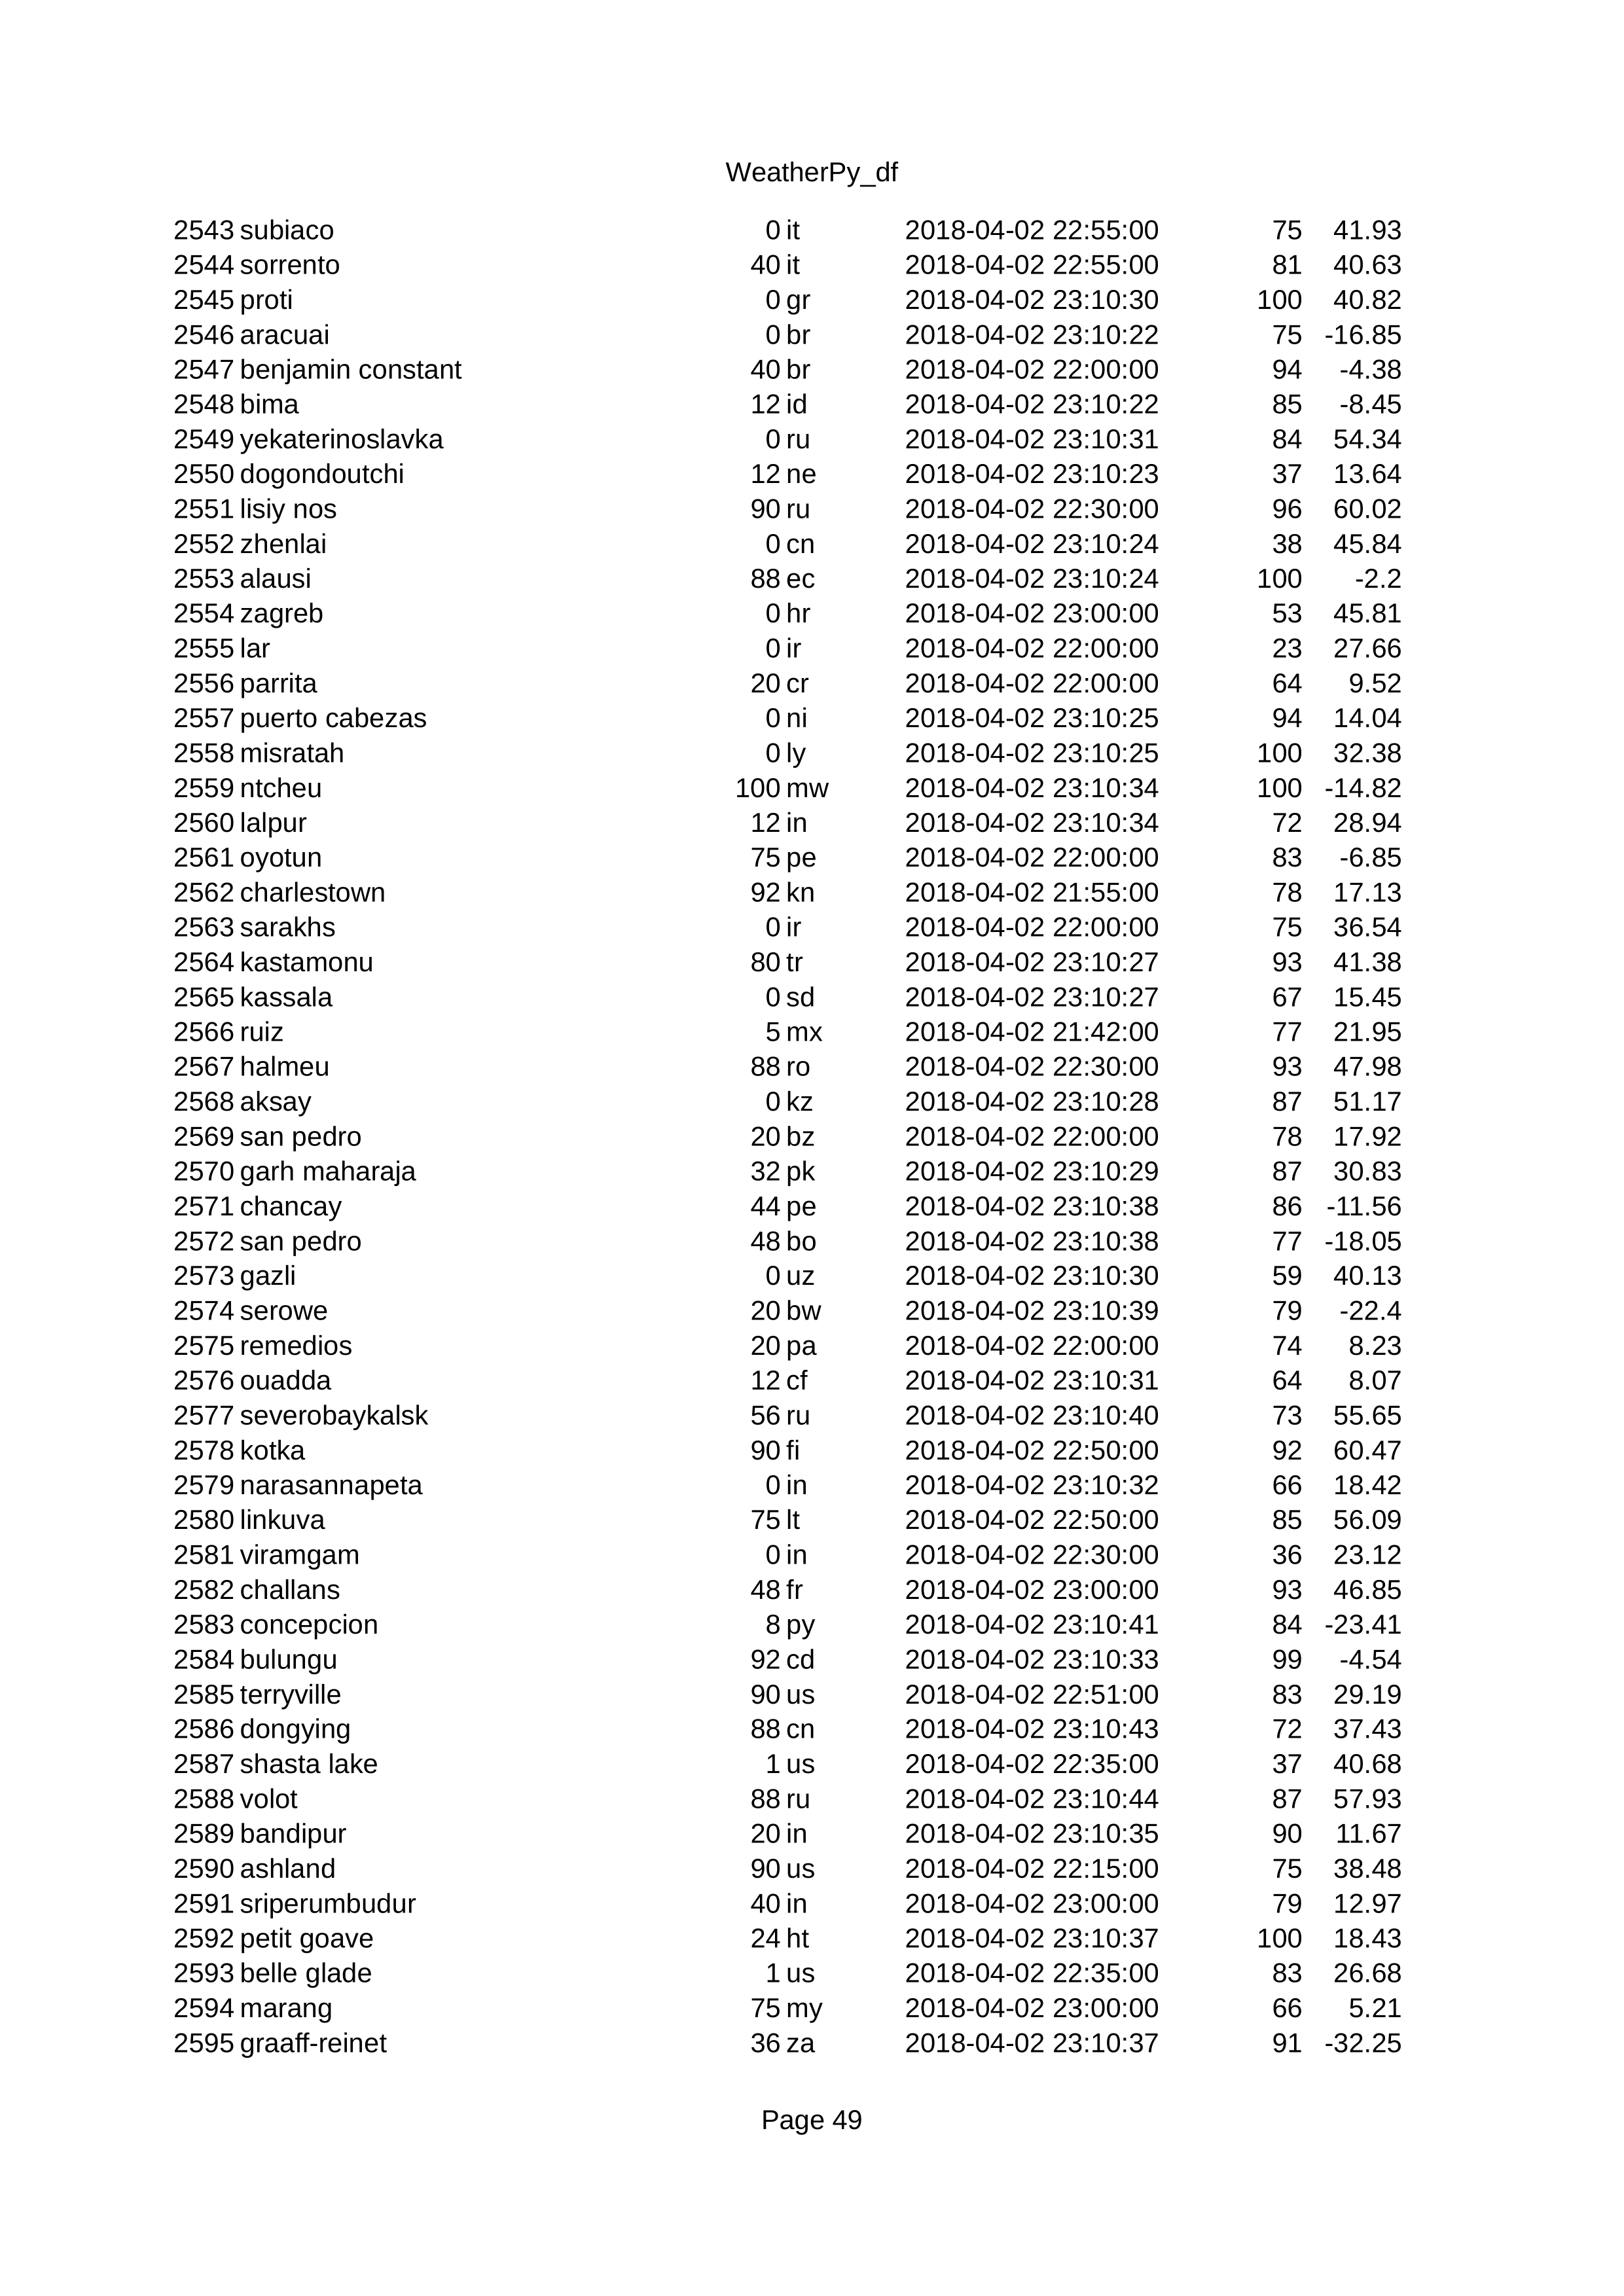 WeatherPy_df
2543 subiaco 0 it 2018-04-02 22:55:00 75 41.93
2544 sorrento 40 it 2018-04-02 22:55:00 81 40.63
2545 proti 0 gr 2018-04-02 23:10:30 100 40.82
2546 aracuai 0 br 2018-04-02 23:10:22 75 -16.85
2547 benjamin constant 40 br 2018-04-02 22:00:00 94 -4.38
2548 bima 12 id 2018-04-02 23:10:22 85 -8.45
2549 yekaterinoslavka 0 ru 2018-04-02 23:10:31 84 54.34
2550 dogondoutchi 12 ne 2018-04-02 23:10:23 37 13.64
2551 lisiy nos 90 ru 2018-04-02 22:30:00 96 60.02
2552 zhenlai 0 cn 2018-04-02 23:10:24 38 45.84
2553 alausi 88 ec 2018-04-02 23:10:24 100 -2.2
2554 zagreb 0 hr 2018-04-02 23:00:00 53 45.81
2555 lar 0 ir 2018-04-02 22:00:00 23 27.66
2556 parrita 20 cr 2018-04-02 22:00:00 64 9.52
2557 puerto cabezas 0 ni 2018-04-02 23:10:25 94 14.04
2558 misratah 0 ly 2018-04-02 23:10:25 100 32.38
2559 ntcheu 100 mw 2018-04-02 23:10:34 100 -14.82
2560 lalpur 12 in 2018-04-02 23:10:34 72 28.94
2561 oyotun 75 pe 2018-04-02 22:00:00 83 -6.85
2562 charlestown 92 kn 2018-04-02 21:55:00 78 17.13
2563 sarakhs 0 ir 2018-04-02 22:00:00 75 36.54
2564 kastamonu 80 tr 2018-04-02 23:10:27 93 41.38
2565 kassala 0 sd 2018-04-02 23:10:27 67 15.45
2566 ruiz 5 mx 2018-04-02 21:42:00 77 21.95
2567 halmeu 88 ro 2018-04-02 22:30:00 93 47.98
2568 aksay 0 kz 2018-04-02 23:10:28 87 51.17
2569 san pedro 20 bz 2018-04-02 22:00:00 78 17.92
2570 garh maharaja 32 pk 2018-04-02 23:10:29 87 30.83
2571 chancay 44 pe 2018-04-02 23:10:38 86 -11.56
2572 san pedro 48 bo 2018-04-02 23:10:38 77 -18.05
2573 gazli 0 uz 2018-04-02 23:10:30 59 40.13
2574 serowe 20 bw 2018-04-02 23:10:39 79 -22.4
2575 remedios 20 pa 2018-04-02 22:00:00 74 8.23
2576 ouadda 12 cf 2018-04-02 23:10:31 64 8.07
2577 severobaykalsk 56 ru 2018-04-02 23:10:40 73 55.65
2578 kotka 90 fi 2018-04-02 22:50:00 92 60.47
2579 narasannapeta 0 in 2018-04-02 23:10:32 66 18.42
2580 linkuva 75 lt 2018-04-02 22:50:00 85 56.09
2581 viramgam 0 in 2018-04-02 22:30:00 36 23.12
2582 challans 48 fr 2018-04-02 23:00:00 93 46.85
2583 concepcion 8 py 2018-04-02 23:10:41 84 -23.41
2584 bulungu 92 cd 2018-04-02 23:10:33 99 -4.54
2585 terryville 90 us 2018-04-02 22:51:00 83 29.19
2586 dongying 88 cn 2018-04-02 23:10:43 72 37.43
2587 shasta lake 1 us 2018-04-02 22:35:00 37 40.68
2588 volot 88 ru 2018-04-02 23:10:44 87 57.93
2589 bandipur 20 in 2018-04-02 23:10:35 90 11.67
2590 ashland 90 us 2018-04-02 22:15:00 75 38.48
2591 sriperumbudur 40 in 2018-04-02 23:00:00 79 12.97
2592 petit goave 24 ht 2018-04-02 23:10:37 100 18.43
2593 belle glade 1 us 2018-04-02 22:35:00 83 26.68
2594 marang 75 my 2018-04-02 23:00:00 66 5.21
2595 graaff-reinet 36 za 2018-04-02 23:10:37 91 -32.25
Page 49